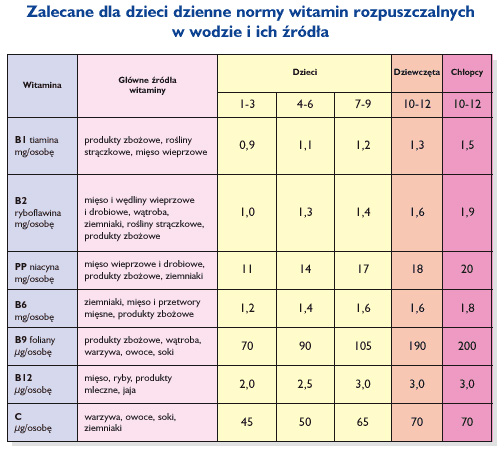 Zalecane dla dzieci dzienne normy witamin rozpuszczalnych
w wodzie i ich źródła
Witamina
Główne źródła
witaminy
Dzieci
Dziewczęta
Chłopcy
1-3
4-6
7-9
10-12
10-12
B1 tiamina
mg/osobę
produkty zbożowe, rośliny
strączkowe, mięso wieprzowe
0,9
1,1
1,2
1,3
1,5
B2
ryboflawina
mg/osobę
mięso i wędliny wieprzowe
i drobiowe, wątroba,
ziemniaki, rośliny strączkowe,
produkty zbożowe
1,0
1,3
1,4
1,6
1,9
PP niacyna
mg/osobę
mięso wieprzowe i drobiowe,
produkty zbożowe, ziemniaki
11
14
17
18
20
B6
mg/osobę
ziemniaki, mięso i przetwory
mięsne, produkty zbożowe
1,2
1,4
1,6
1,6
1,8
B9 foliany
µg/osobę
produkty zbożowe, wątroba,
warzywa, owoce, soki
70
90
105
190
200
B12
µg/osobę
mięso, ryby, produkty
mleczne, jaja
2,0
2,5
3,0
3,0
3,0
C
µg/osobę
warzywa, owoce, soki,
ziemniaki
45
50
65
70
70